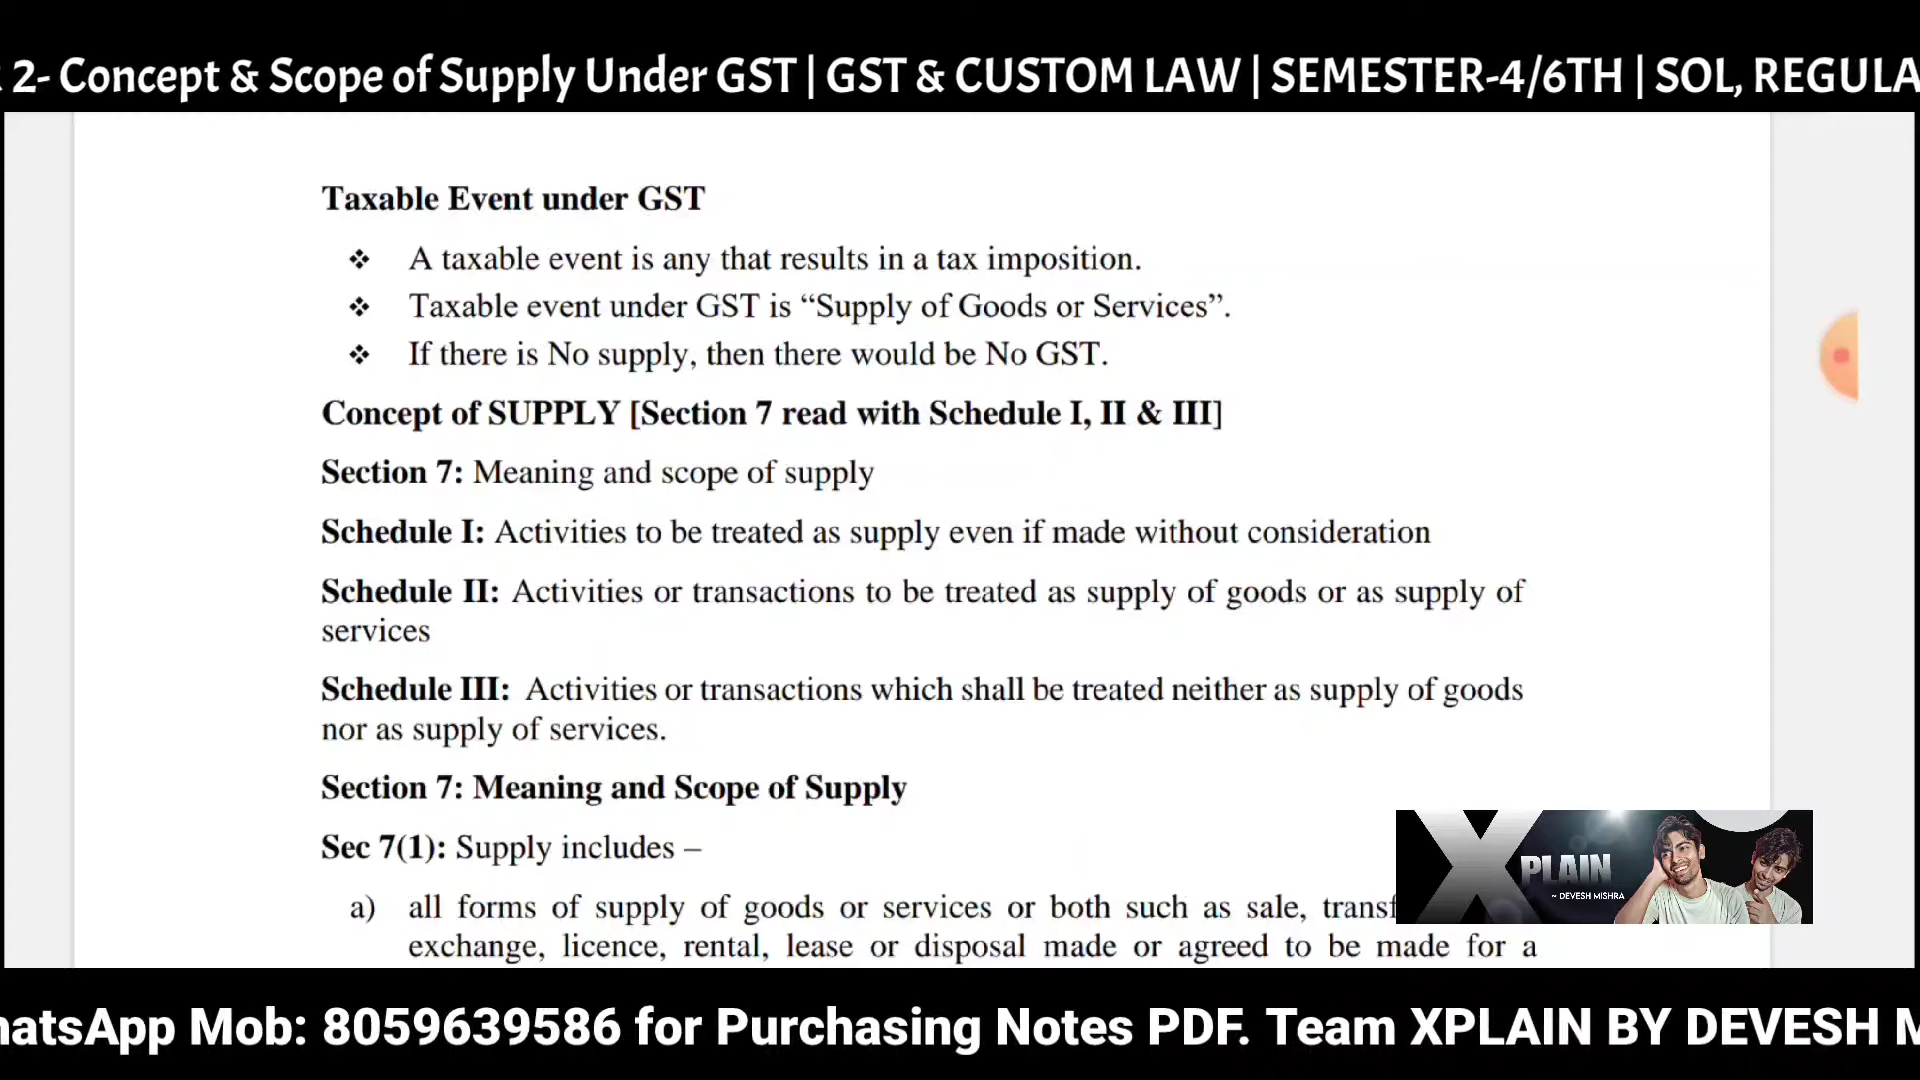 2- Concept & Scope of Supply Under GST | GST & CUSTOM LAW | SEMESTER-4/6TH | SOL, REGULA
Taxable Event under GST
❖ A taxable event is any that results in a tax imposition.
❖ Taxable event under GST is “Supply of Goods or Services”.
❖ If there is No supply, then there would be No GST.
Concept of SUPPLY [Section 7 read with Schedule I, II & III]
Section 7: Meaning and scope of supply
Schedule I: Activities to be treated as supply even if made without consideration
Schedule II: Activities or transactions to be treated as supply of goods or as supply of
services
Schedule III: Activities or transactions which shall be treated neither as supply of goods
nor as supply of services.
Section 7: Meaning and Scope of Supply
Sec 7(1): Supply includes –
a) all forms of supply of goods or services or both such as sale, transf
exchange, licence, rental, lease or disposal made or agreed to be made for a
XPLAIN
~ DEVESH MISHRA
hatsApp Mob: 8059639586 for Purchasing Notes PDF. Team XPLAIN BY DEVESH M